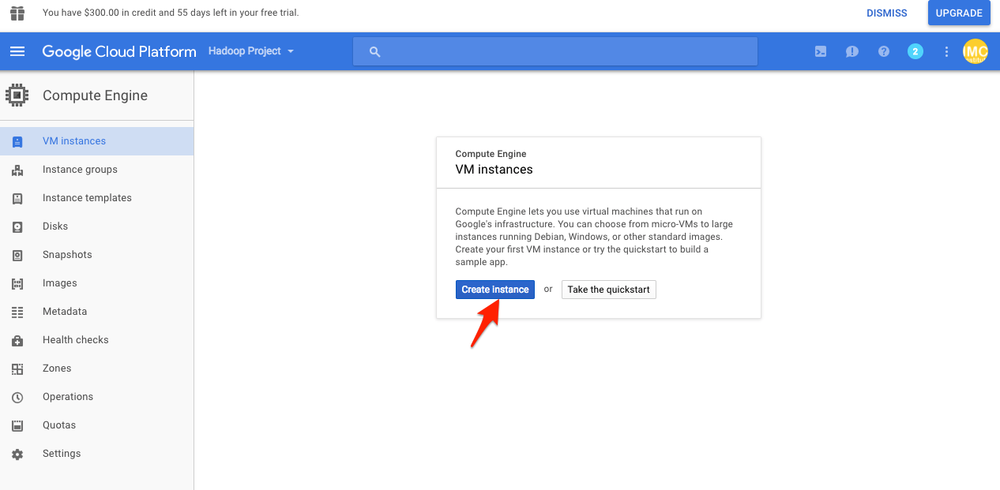 You have $300.00 in credit and 55 days left in your free trial.
DISMISS
UPGRADE
Google Cloud Platform
Hadoop Project
2
MC
Compute Engine
VM instances
Instance groups
Instance templates
Disks
Snapshots
Images
Metadata
Health checks
Zones
Operations
Quotas
Settings
Compute Engine
VM instances
Compute Engine lets you use virtual machines that run on
Google's infrastructure. You can choose from micro-VMs to large
instances running Debian, Windows, or other standard images.
Create your first VM instance or try the quickstart to build a
sample app.
Create instance or Take the quickstart